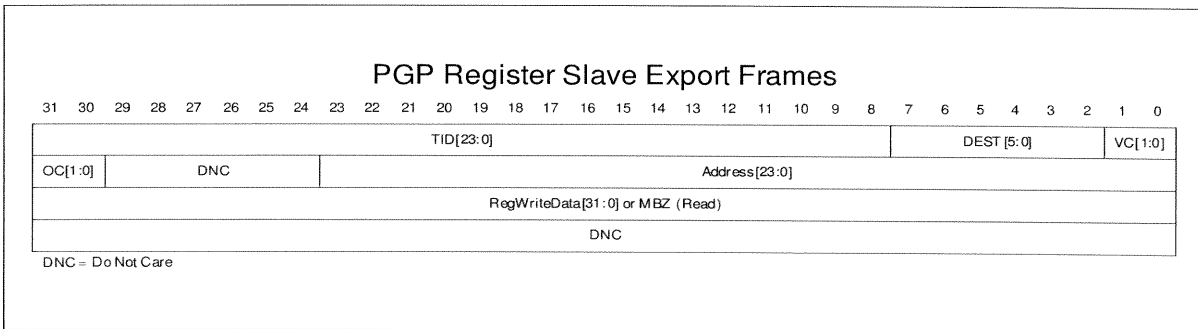 PGP Register Slave Export Frames
31 30 29 28 27 26 25 24 23 22 21 20 19 18 17 16 15 14 13 12 11 10 9 8 7 6 5 4 3 2 1 0
TID[23:0] DEST[5:0] VC[1:0]
OC[1:0] DNC Address[23:0]
RegWriteData[31:0] or MBZ (Read)
DNC
DNC = Do Not Care